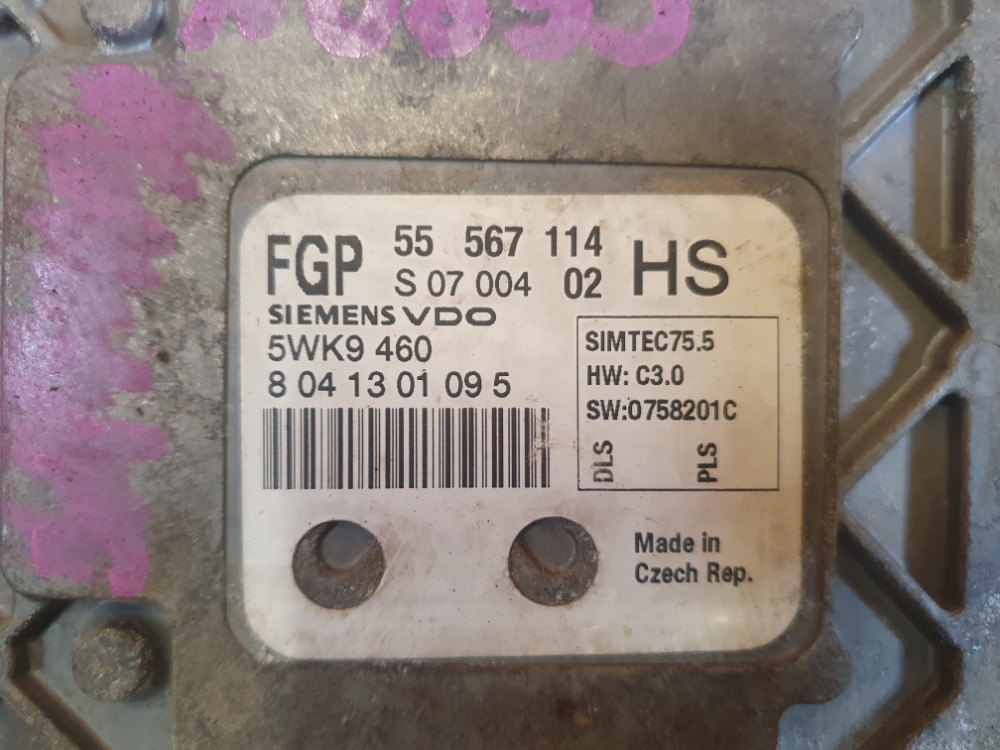 FGP 55 567 114 HS
S 07 004 02
SIEMENS VDO
5WK9 460
8 04 13 01 09 5
SIMTEC75.5
HW: C3.0
SW:0758201C
DLS
PLS
Made in
Czech Rep.